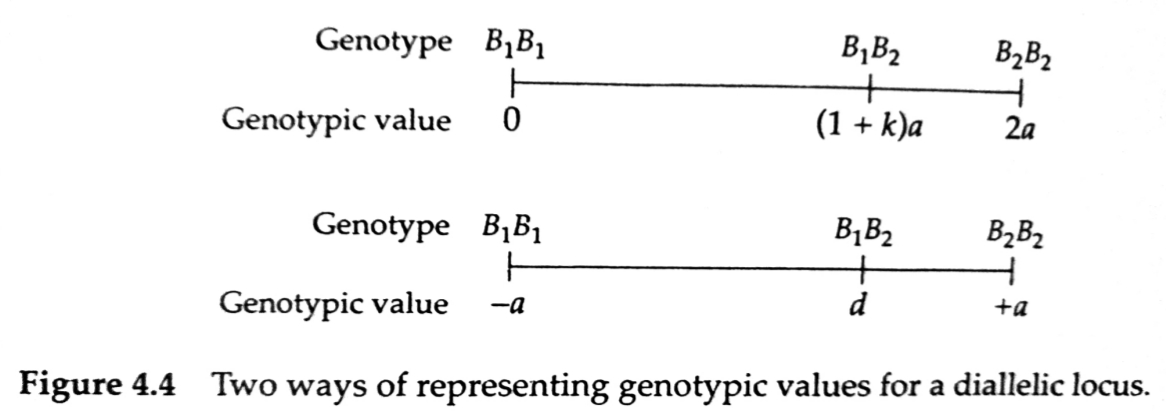 Genotype B₁B₁ B₁B₂ B₂B₂
Genotypic value 0 (1 + k)a 2a
Genotype B₁B₁ B₁B₂ B₂B₂
Genotypic value −a d +a
Figure 4.4 Two ways of representing genotypic values for a diallelic locus.